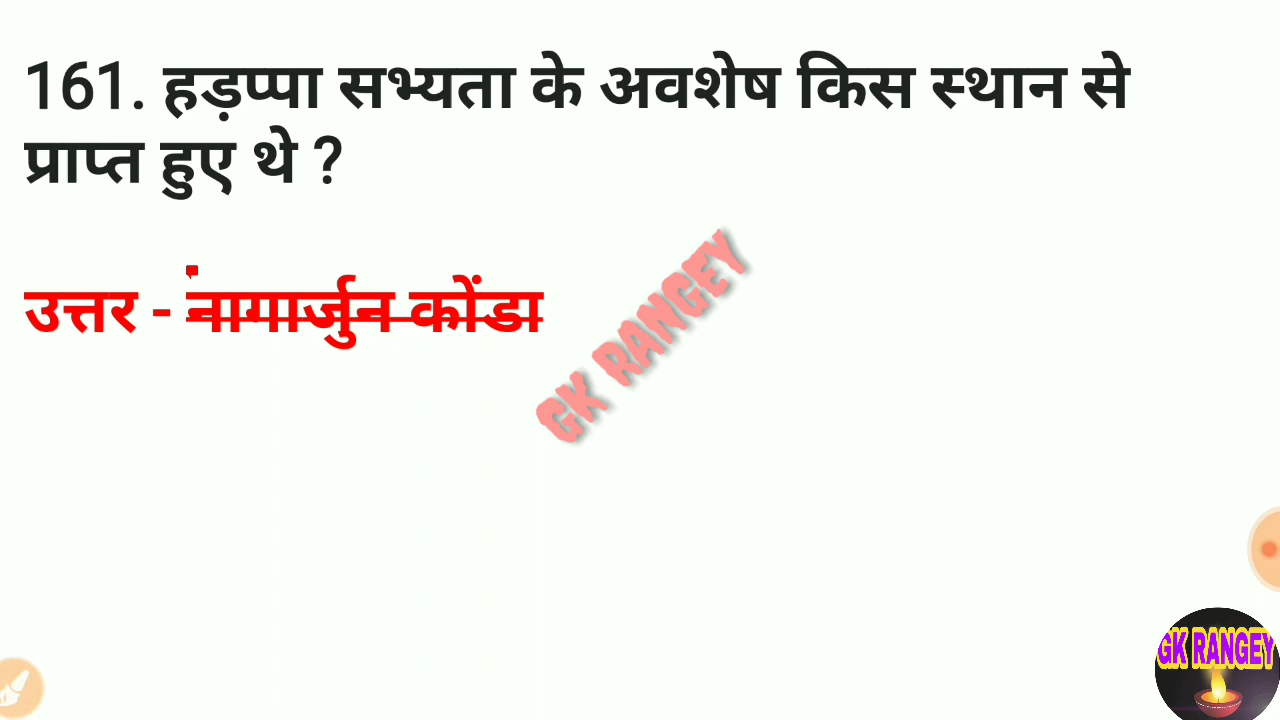 161. हड़प्पा सभ्यता के अवशेष किस स्थान से
प्राप्त हुए थे ?
उत्तर - नागार्जुन कोंडा
GK RANGEY
GK RANGEY